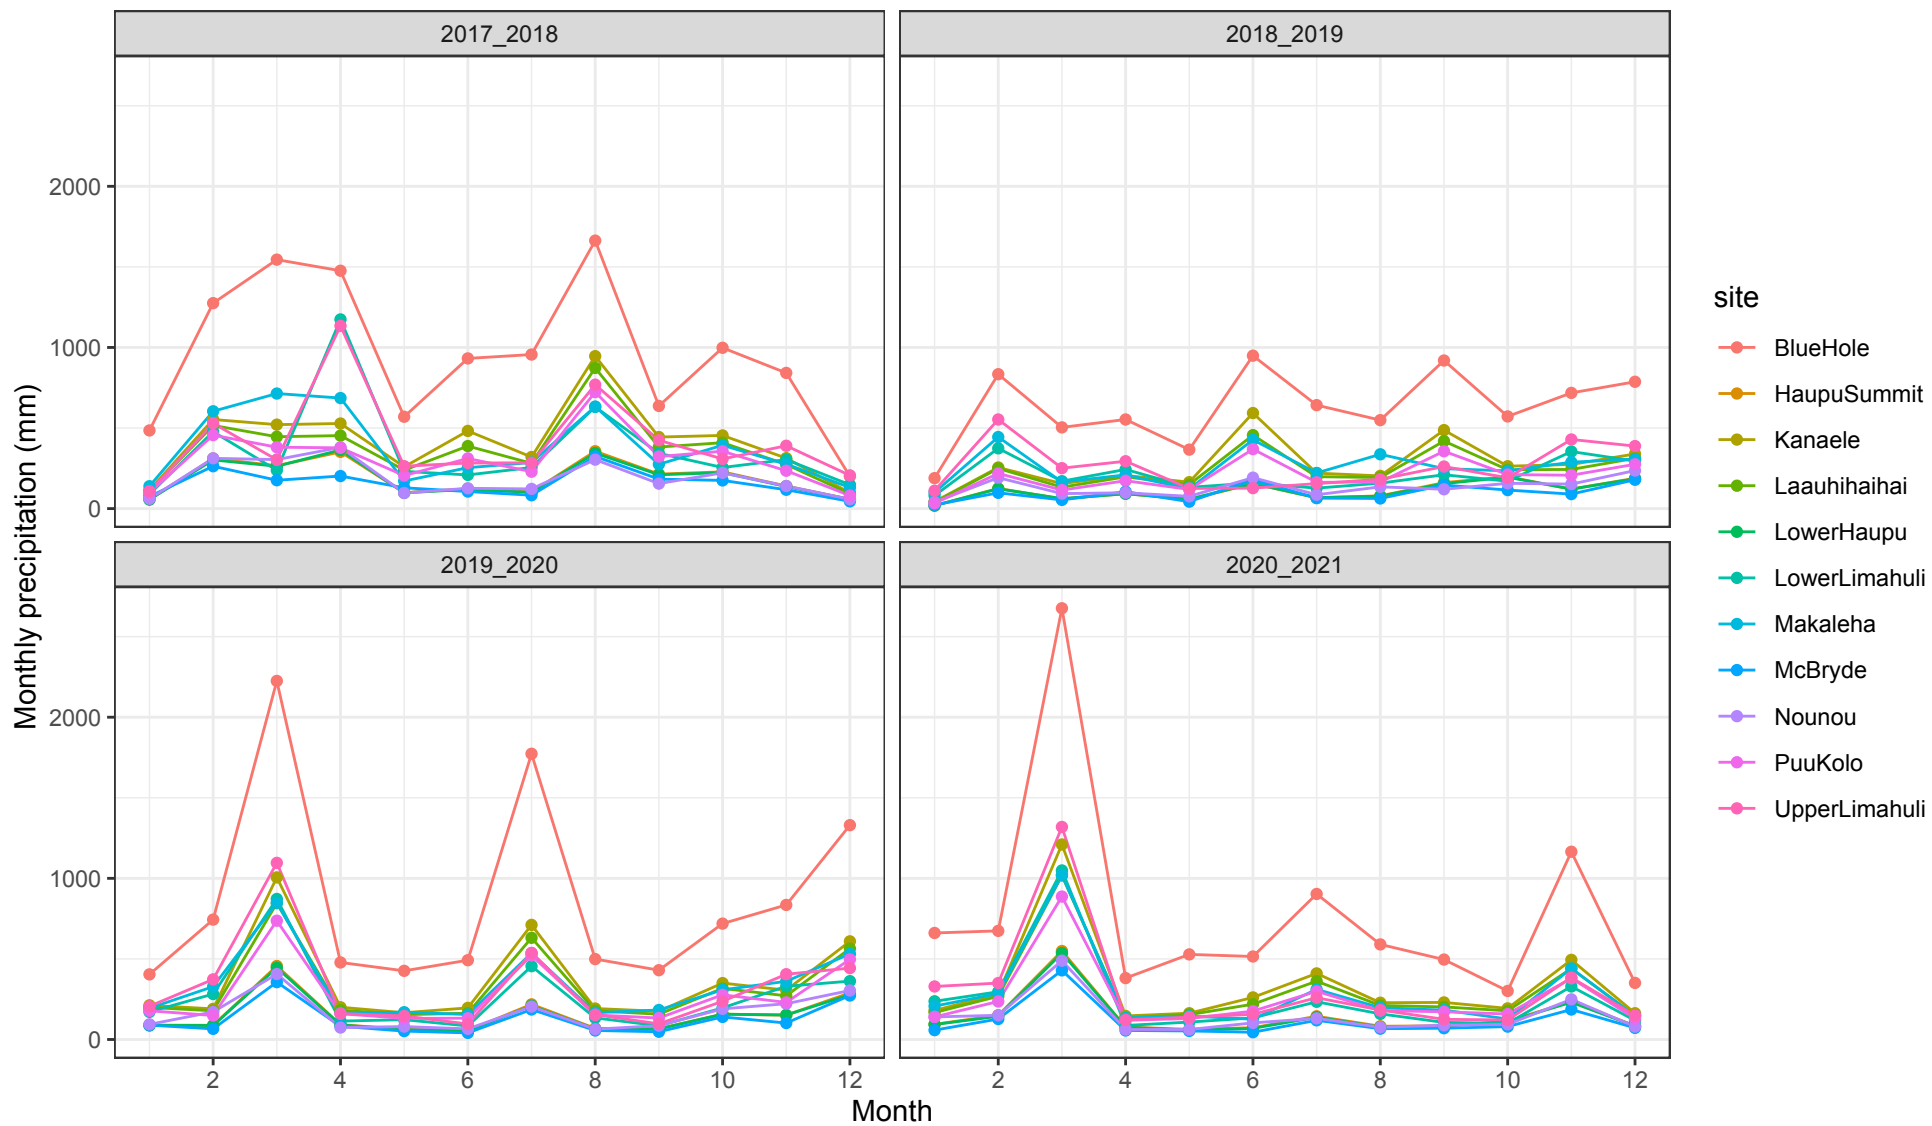 2017_2018
2018_2019
2000
1000
0
2019_2020
2020_2021
2000
1000
0
2 4 6 8 10 12
2 4 6 8 10 12
Month
Monthly precipitation (mm)
site
BlueHole
HaupuSummit
Kanaele
Laauhihaihai
LowerHaupu
LowerLimahuli
Makaleha
McBryde
Nounou
PuuKolo
UpperLimahuli